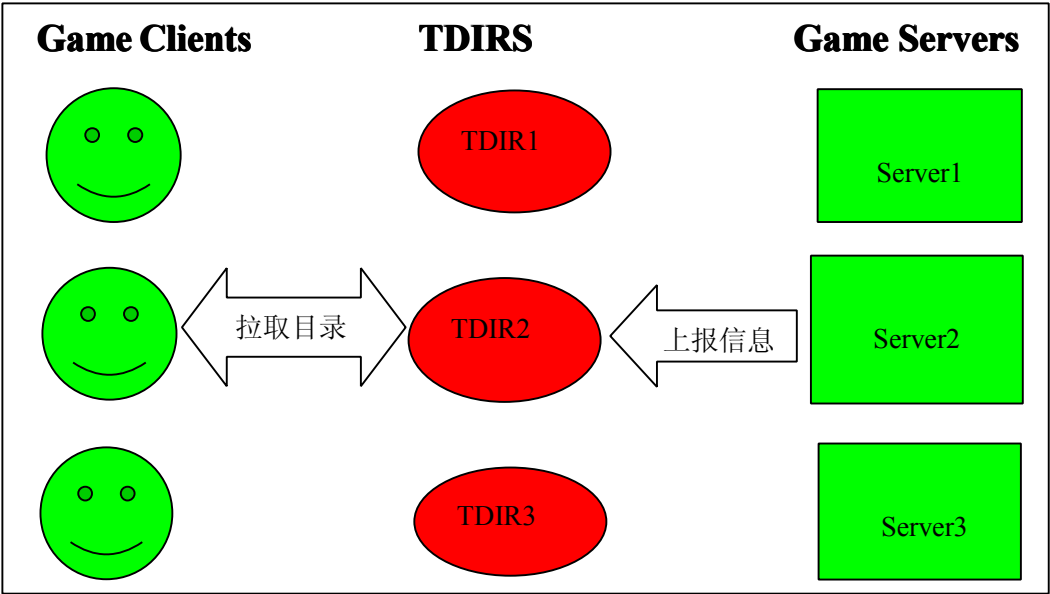 Game Clients
TDIRS
Game Servers
TDIR1
Server1
拉取目录
TDIR2
上报信息
Server2
TDIR3
Server3